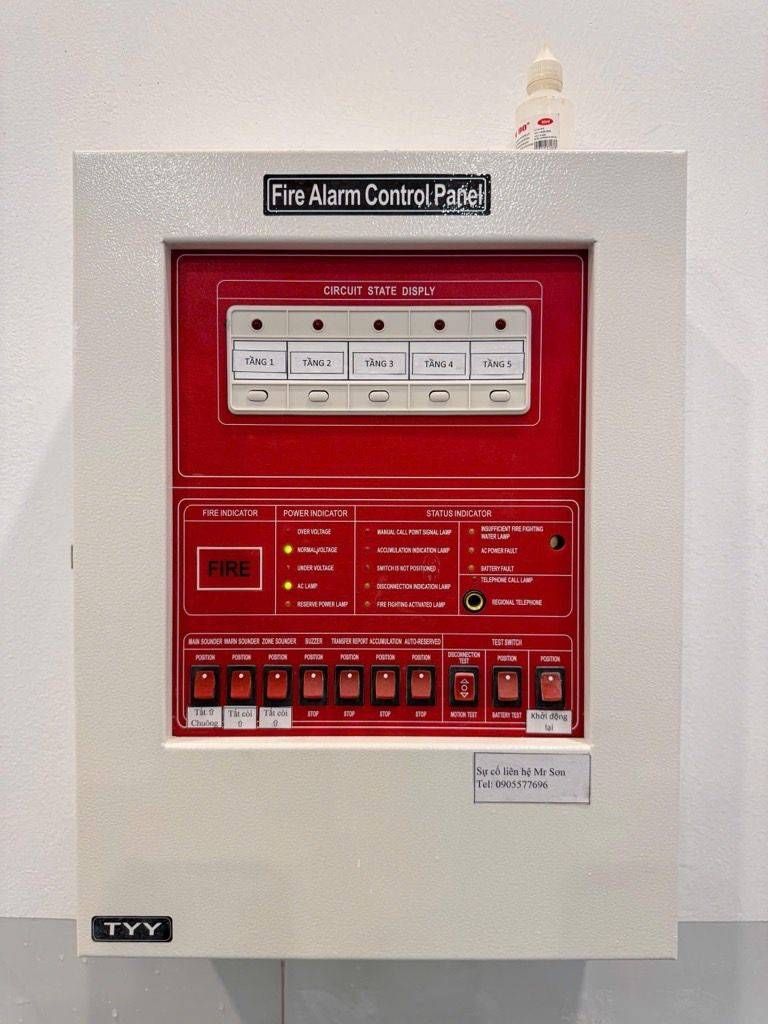 Fire Alarm Control Panel
CIRCUIT STATE DISPLY
TẦNG 1
TẦNG 2
TẦNG 3
TẦNG 4
TẦNG 5
FIRE INDICATOR
FIRE
POWER INDICATOR
OVER VOLTAGE
NORMAL VOLTAGE
UNDER VOLTAGE
AC LAMP
RESERVE POWER LAMP
STATUS INDICATOR
MANUAL CALL POINT SIGNAL LAMP
ACCUMULATION INDICATION LAMP
SWITCH IS NOT POSITIONED
DISCONNECTION INDICATION LAMP
FIRE FIGHTING ACTIVATED LAMP
INSUFFICIENT FIRE FIGHTING
WATER LAMP
AC POWER FAULT
BATTERY FAULT
TELEPHONE CALL LAMP
REGIONAL TELEPHONE
MAIN SOUNDER
POSITION
Tắt ⇧
Chuông
WARN SOUNDER
POSITION
Tắt còi
⇧
ZONE SOUNDER
POSITION
Tắt còi
⇧
BUZZER
POSITION
STOP
TRANSFER REPORT
POSITION
STOP
ACCUMULATION
POSITION
STOP
AUTO-RESERVED
POSITION
STOP
TEST SWITCH
DISCONNECTION
TEST
MOTION TEST
POSITION
BATTERY TEST
POSITION
Khởi động
lại
Sự cố liên hệ Mr Sơn
Tel: 0905577696
TYY